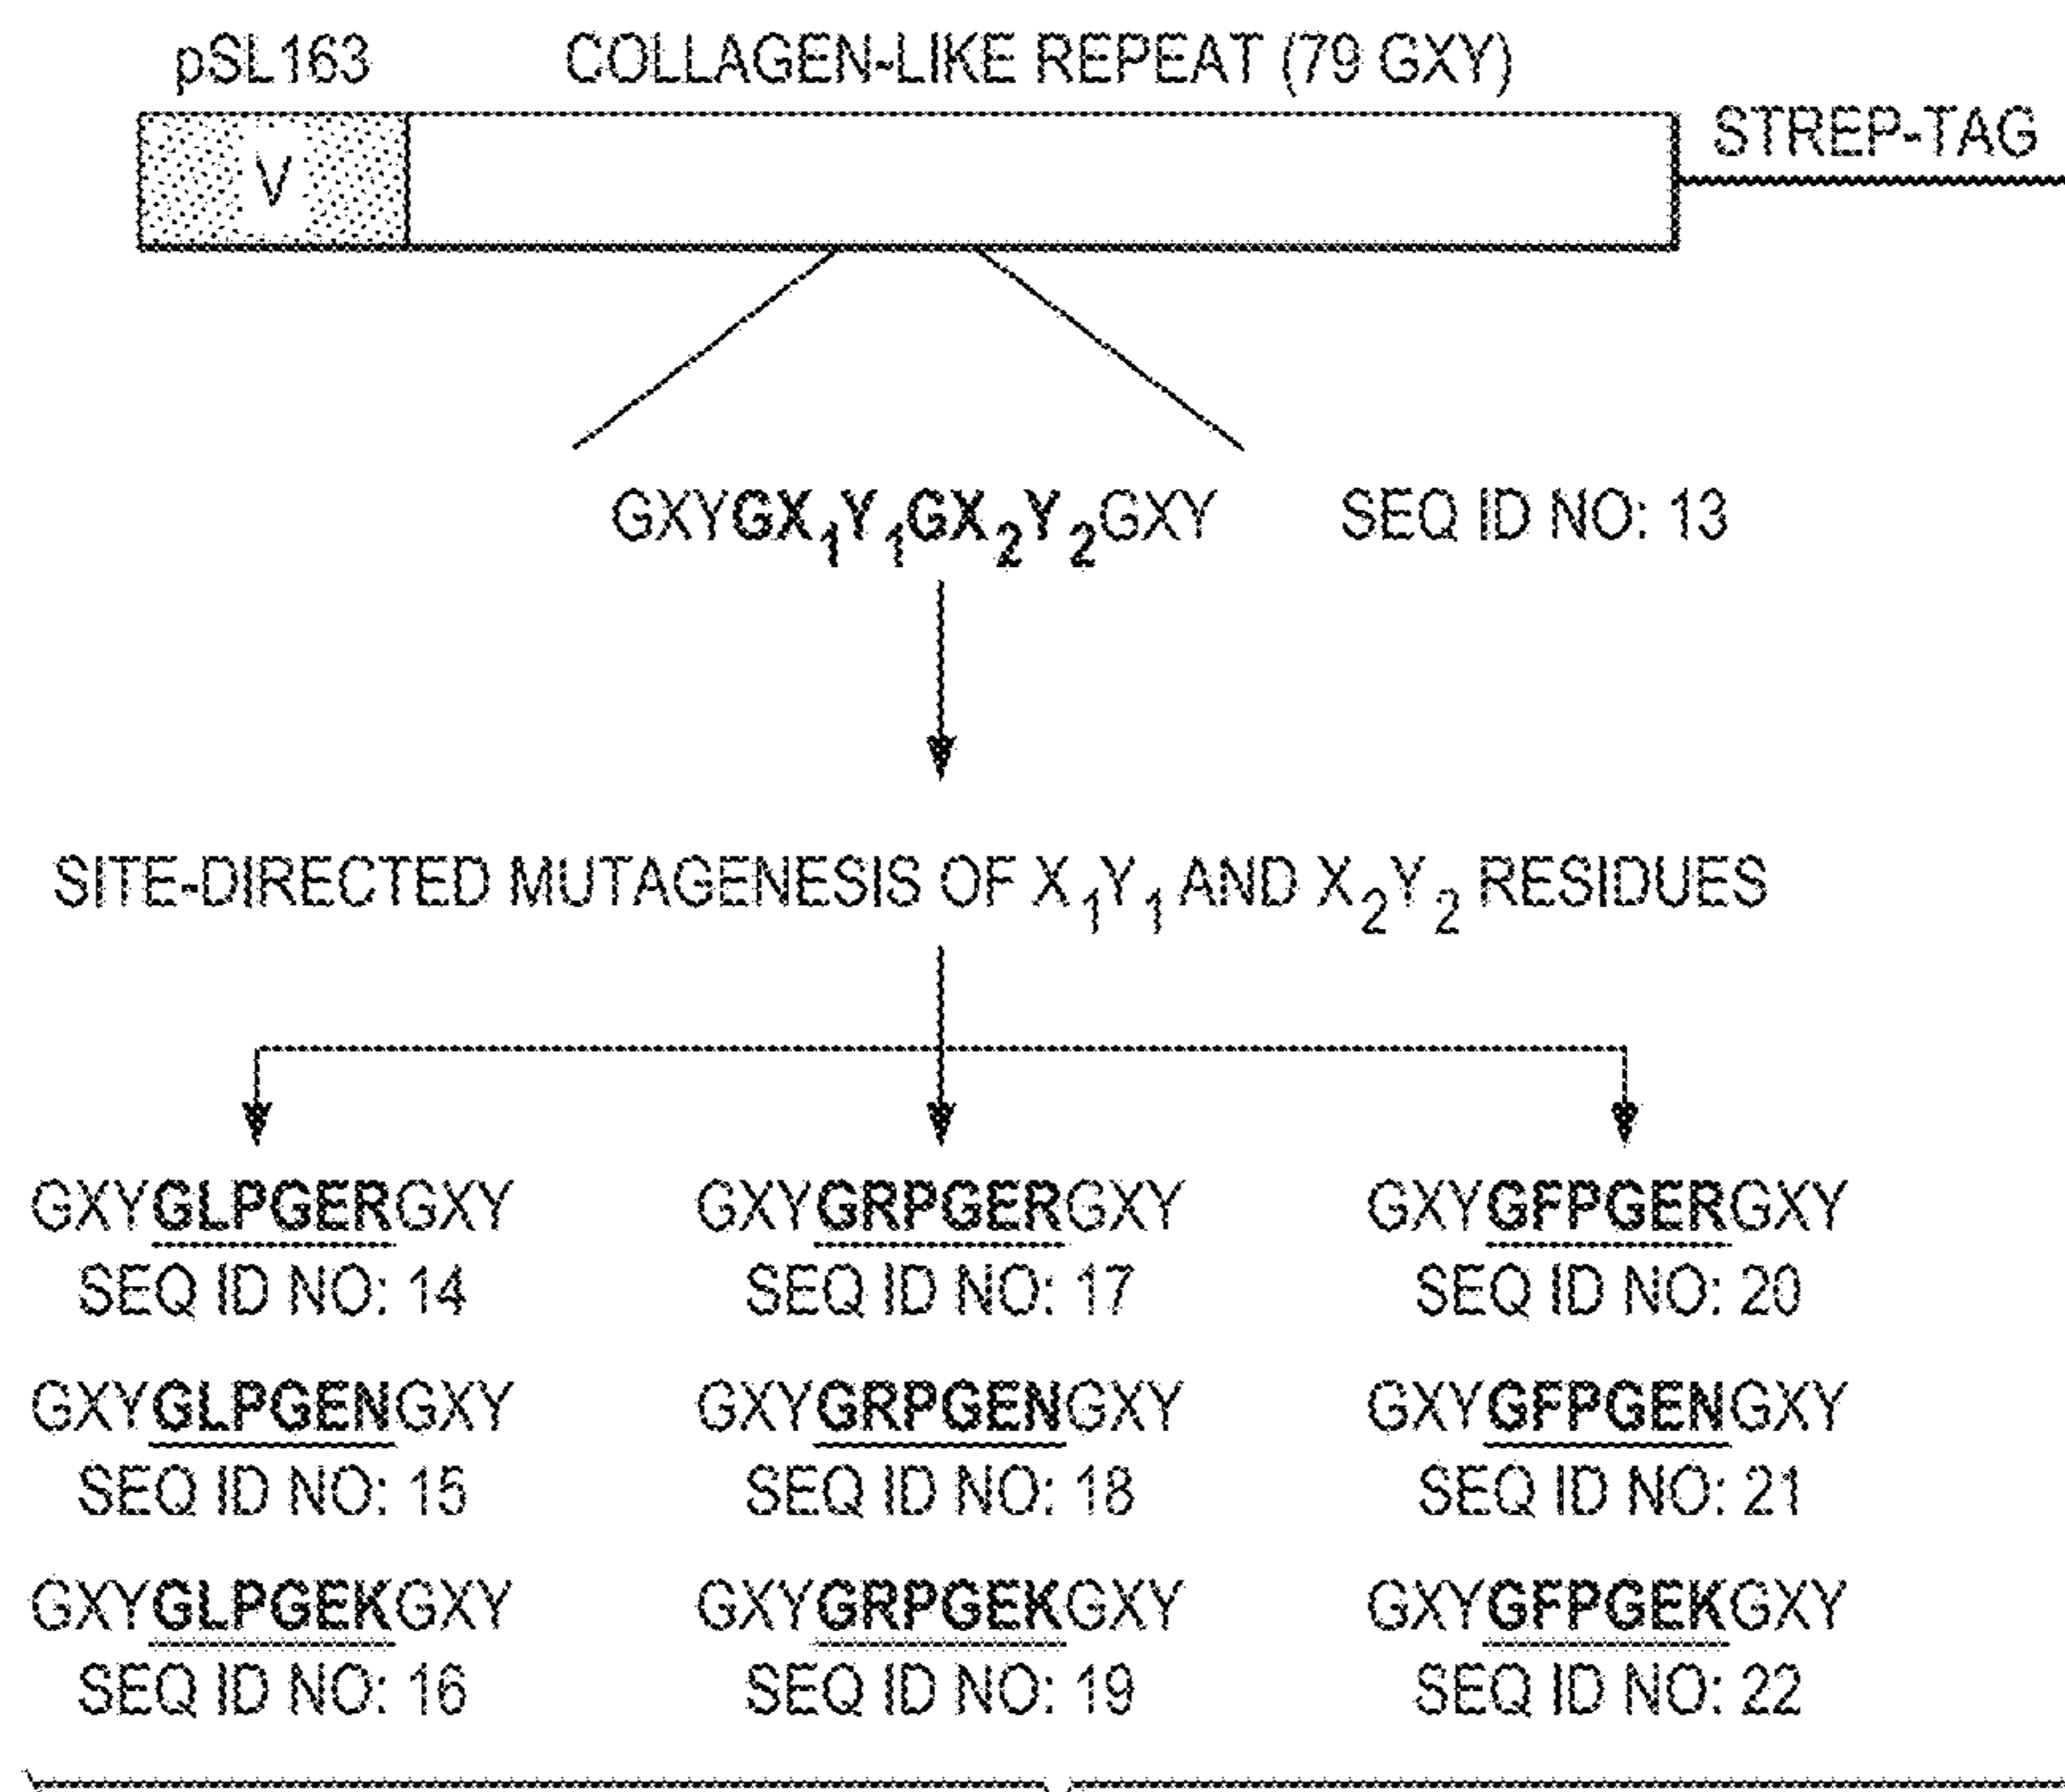 pSL163 COLLAGEN-LIKE REPEAT (79 GXY)
STREP-TAG
V
GXYGX₁Y₁GX₂Y₂GXY SEQ ID NO: 13
SITE-DIRECTED MUTAGENESIS OF X₁Y₁ AND X₂Y₂ RESIDUES
GXYGLPGERGXY GXYGRPGERGXY GXYGFPGERGXY
SEQ ID NO: 14 SEQ ID NO: 17 SEQ ID NO: 20
GXYGLPGENGXY GXYGRPGENGXY GXYGFPGENGXY
SEQ ID NO: 15 SEQ ID NO: 18 SEQ ID NO: 21
GXYGLPGEKGXY GXYGRPGEKGXY GXYGFPGEKGXY
SEQ ID NO: 16 SEQ ID NO: 19 SEQ ID NO: 22